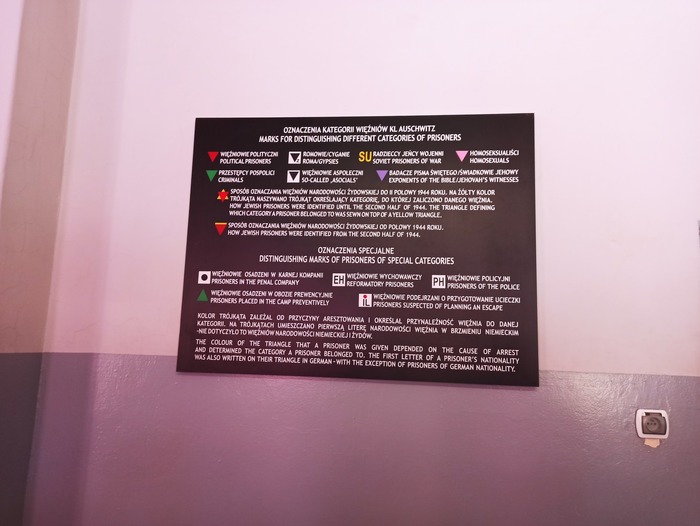 OZNACZENIA KATEGORII WIĘŹNIÓW KL AUSCHWITZ
MARKS FOR DISTINGUISHING DIFFERENT CATEGORIES OF PRISONERS
WIĘŹNIOWIE POLITYCZNI
POLITICAL PRISONERS
Z
ROMOWIE/CYGANIE
ROMA/GYPSIES
SU
RADZIECCY JEŃCY WOJENNI
SOVIET PRISONERS OF WAR
HOMOSEKSUALIŚCI
HOMOSEXUALS
PRZESTĘPCY POSPOLICI
CRIMINALS
WIĘŹNIOWIE ASPOŁECZNI
SO-CALLED „ASOCIALS”
BADACZE PISMA ŚWIĘTEGO/ŚWIADKOWIE JEHOWY
EXPONENTS OF THE BIBLE/JEHOVAH'S WITNESSES
SPOSÓB OZNACZANIA WIĘŹNIÓW NARODOWOŚCI ŻYDOWSKIEJ DO II POŁOWY 1944 ROKU. NA ŻÓŁTY KOLOR
TRÓJKĄTA NASZYWANO TRÓJKĄT OKREŚLAJĄCY KATEGORIĘ, DO KTÓREJ ZALICZONO DANEGO WIĘŹNIA.
HOW JEWISH PRISONERS WERE IDENTIFIED UNTIL THE SECOND HALF OF 1944. THE TRIANGLE DEFINING
WHICH CATEGORY A PRISONER BELONGED TO WAS SEWN ON TOP OF A YELLOW TRIANGLE.
SPOSÓB OZNACZANIA WIĘŹNIÓW NARODOWOŚCI ŻYDOWSKIEJ OD POŁOWY 1944 ROKU.
HOW JEWISH PRISONERS WERE IDENTIFIED FROM THE SECOND HALF OF 1944.
OZNACZENIA SPECJALNE
DISTINGUISHING MARKS OF PRISONERS OF SPECIAL CATEGORIES
WIĘŹNIOWIE OSADZENI W KARNEJ KOMPANII
PRISONERS IN THE PENAL COMPANY
EH
WIĘŹNIOWIE WYCHOWAWCZY
REFORMATORY PRISONERS
PH
WIĘŹNIOWIE POLICYJNI
PRISONERS OF THE POLICE
WIĘŹNIOWIE OSADZENI W OBOZIE PREWENCYJNIE
PRISONERS PLACED IN THE CAMP PREVENTIVELY
iL
WIĘŹNIOWIE PODEJRZANI O PRZYGOTOWANIE UCIECZKI
PRISONERS SUSPECTED OF PLANNING AN ESCAPE
KOLOR TRÓJKĄTA ZALEŻAŁ OD PRZYCZYNY ARESZTOWANIA I OKREŚLAŁ PRZYNALEŻNOŚĆ WIĘŹNIA DO DANEJ
KATEGORII. NA TRÓJKĄTACH UMIESZCZANO PIERWSZĄ LITERĘ NARODOWOŚCI WIĘŹNIA W BRZMIENIU NIEMIECKIM
-NIE DOTYCZYŁO TO WIĘŹNIÓW NARODOWOŚCI NIEMIECKIEJ I ŻYDÓW.
THE COLOUR OF THE TRIANGLE THAT A PRISONER WAS GIVEN DEPENDED ON THE CAUSE OF ARREST
AND DETERMINED THE CATEGORY A PRISONER BELONGED TO. THE FIRST LETTER OF A PRISONER'S NATIONALITY
WAS ALSO WRITTEN ON THEIR TRIANGLE IN GERMAN - WITH THE EXCEPTION OF PRISONERS OF GERMAN NATIONALITY.